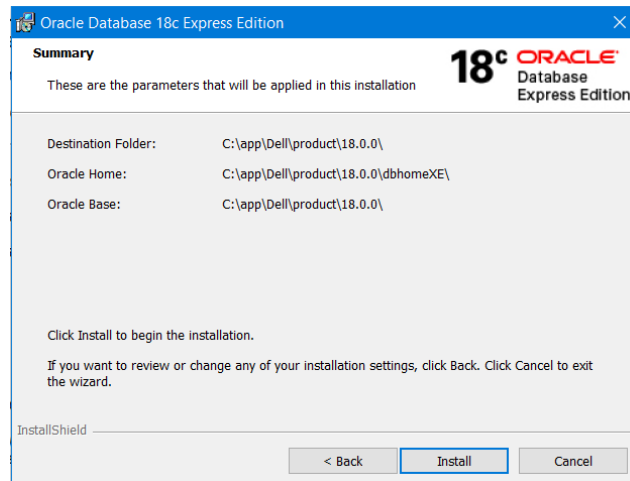 Oracle Database 18c Express Edition
Summary
These are the parameters that will be applied in this installation
18c ORACLE
Database
Express Edition
Destination Folder: C:\app\Dell\product\18.0.0\
Oracle Home: C:\app\Dell\product\18.0.0\dbhomeXE\
Oracle Base: C:\app\Dell\product\18.0.0\
Click Install to begin the installation.
If you want to review or change any of your installation settings, click Back. Click Cancel to exit
the wizard.
InstallShield
< Back Install Cancel